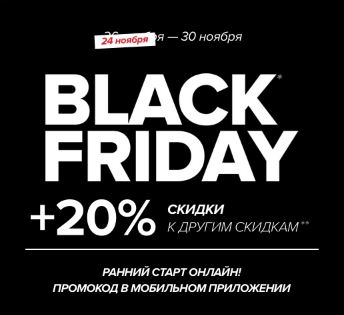 24 ноября — 30 ноября
BLACK*
FRIDAY
+20% СКИДКИ
К ДРУГИМ СКИДКАМ**
РАННИЙ СТАРТ ОНЛАЙН!
ПРОМОКОД В МОБИЛЬНОМ ПРИЛОЖЕНИИ